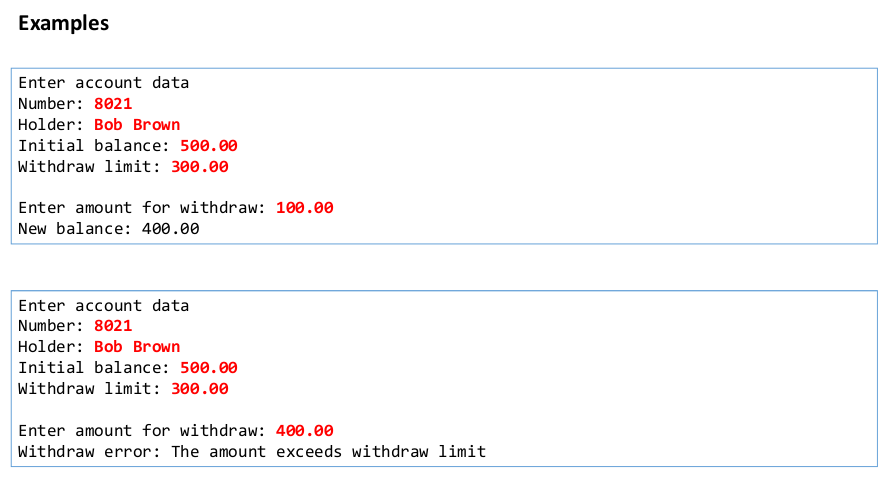 Examples
Enter account data
Number: 8021
Holder: Bob Brown
Initial balance: 500.00
Withdraw limit: 300.00
Enter amount for withdraw: 100.00
New balance: 400.00
Enter account data
Number: 8021
Holder: Bob Brown
Initial balance: 500.00
Withdraw limit: 300.00
Enter amount for withdraw: 400.00
Withdraw error: The amount exceeds withdraw limit